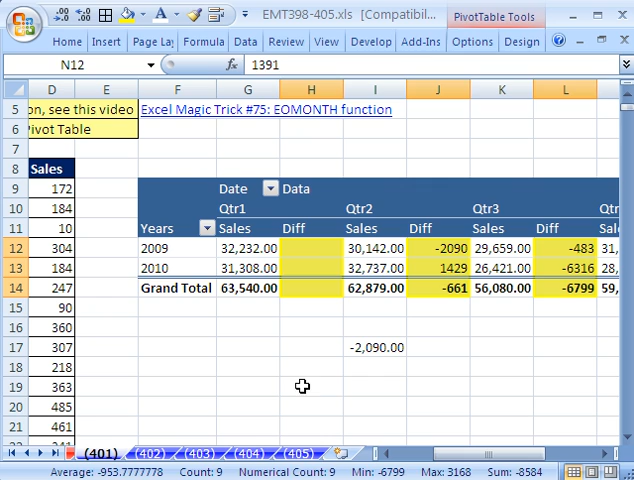 EMT398-405.xls [Compatibility... PivotTable Tools
Home Insert Page Lay Formula Data Review View Developer Add-Ins Options Design
N12 fx 1391
D E F G H I J K L
5 on, see this video Excel Magic Trick #75: EOMONTH function
6 Pivot Table
7
8 Sales
9 172 Date Data
10 184 Qtr1 Qtr2 Qtr3 Qtr
11 10 Years Sales Diff Sales Diff Sales Diff Sales
12 304 2009 32,232.00 30,142.00 -2090 29,659.00 -483 31,
13 184 2010 31,308.00 32,737.00 1429 26,421.00 -6316 28,
14 247 Grand Total 63,540.00 62,879.00 -661 56,080.00 -6799 59,
15 90
16 360
17 307 -2,090.00
18 218
19 363
20 485
21 461
22 241
(401) (402) (403) (404) (405)
Average: -953.7777778 Count: 9 Numerical Count: 9 Min: -6799 Max: 3168 Sum: -8584